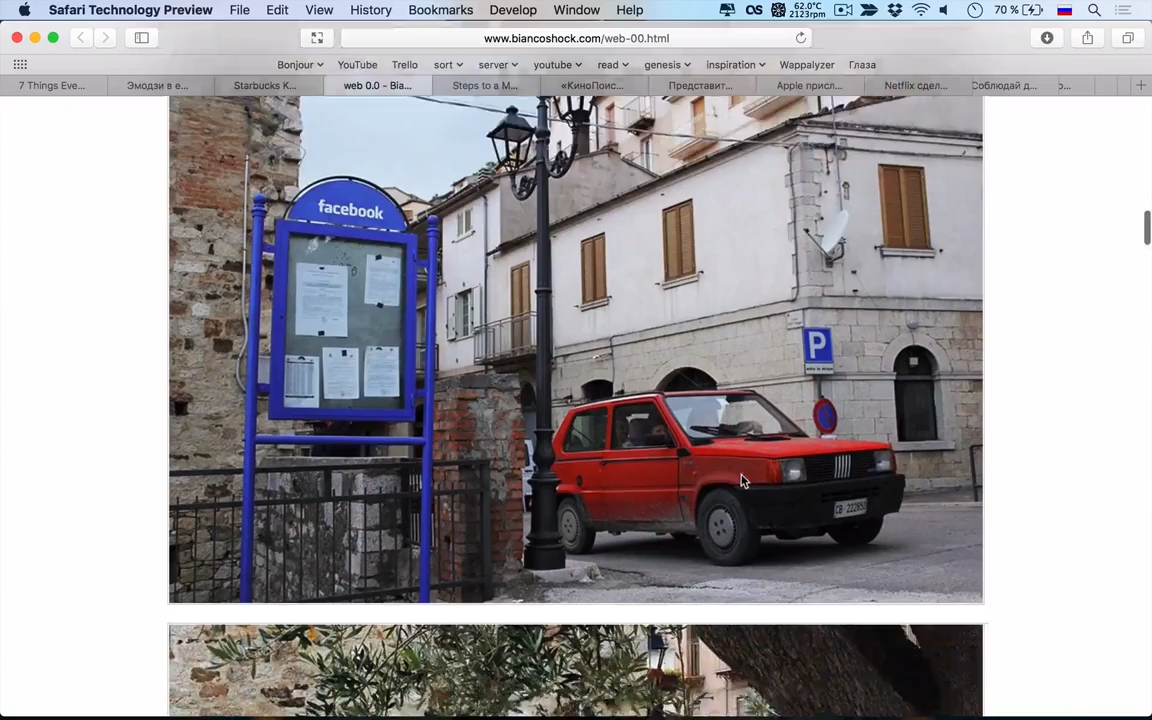 Safari Technology Preview File Edit View History Bookmarks Develop Window Help 62.0°C 2123rpm 70 %
www.biancoshock.com/web-00.html
Bonjour YouTube Trello sort server youtube read genesis inspiration Wappalyzer Глаза
7 Things Eve... Эмодзи в е... Starbucks K... web 0.0 – Bia... Steps to a M... «КиноПоис... Представит... Apple присл... Netflix сдел... Соблюдай д...
facebook
P
CB 222850